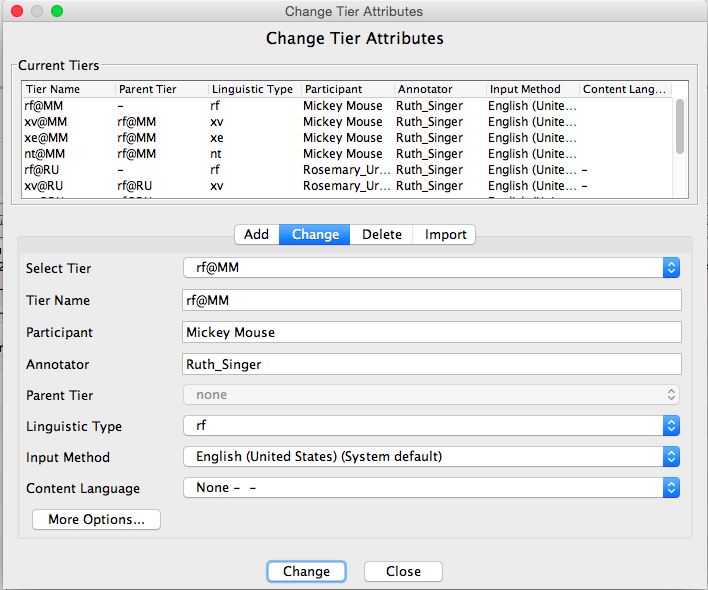 Change Tier Attributes
Change Tier Attributes
Current Tiers
Tier Name Parent Tier Linguistic Type Participant Annotator Input Method Content Lang...
rf@MM – rf Mickey Mouse Ruth_Singer English (Unite...
xv@MM rf@MM xv Mickey Mouse Ruth_Singer English (Unite...
xe@MM rf@MM xe Mickey Mouse Ruth_Singer English (Unite...
nt@MM rf@MM nt Mickey Mouse Ruth_Singer English (Unite...
rf@RU – rf Rosemary_Ur... Ruth_Singer English (Unite... –
xv@RU rf@RU xv Rosemary_Ur... Ruth_Singer English (Unite... –
Add Change Delete Import
Select Tier rf@MM
Tier Name rf@MM
Participant Mickey Mouse
Annotator Ruth_Singer
Parent Tier none
Linguistic Type rf
Input Method English (United States) (System default)
Content Language None – –
More Options...
Change Close